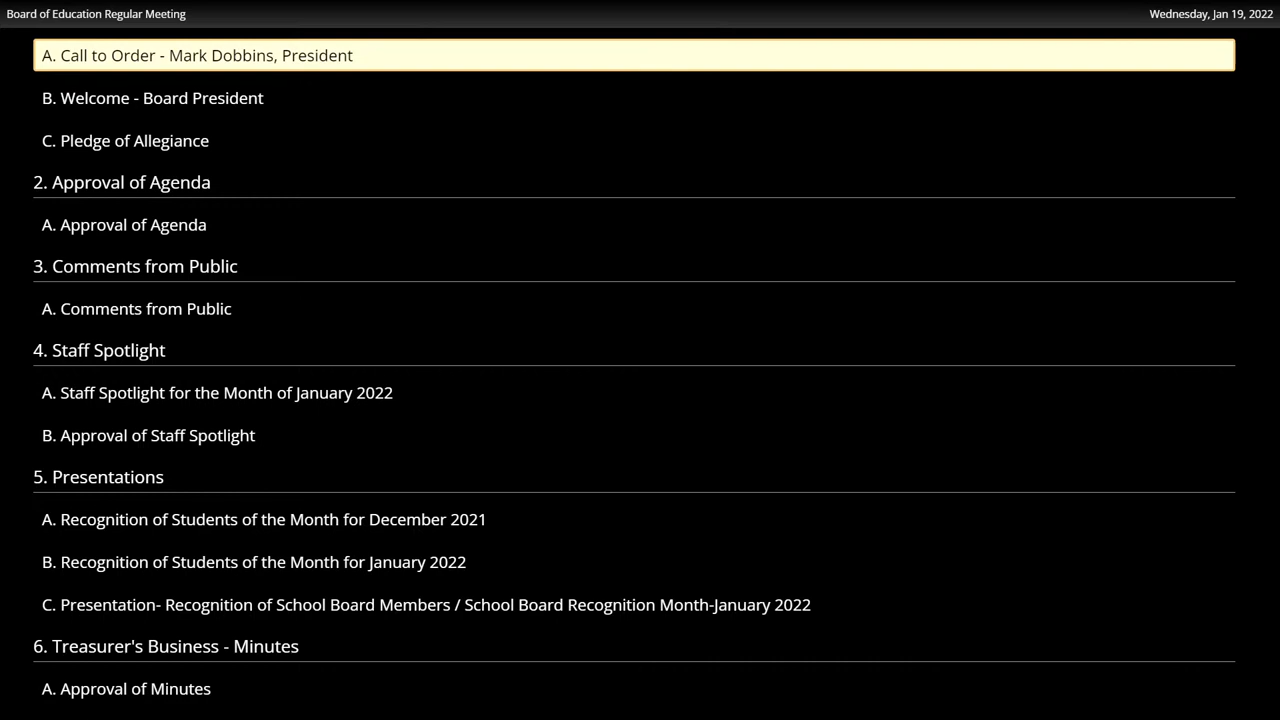 Board of Education Regular Meeting
Wednesday, Jan 19, 2022
A. Call to Order - Mark Dobbins, President
B. Welcome - Board President
C. Pledge of Allegiance
2. Approval of Agenda
A. Approval of Agenda
3. Comments from Public
A. Comments from Public
4. Staff Spotlight
A. Staff Spotlight for the Month of January 2022
B. Approval of Staff Spotlight
5. Presentations
A. Recognition of Students of the Month for December 2021
B. Recognition of Students of the Month for January 2022
C. Presentation- Recognition of School Board Members / School Board Recognition Month-January 2022
6. Treasurer's Business - Minutes
A. Approval of Minutes